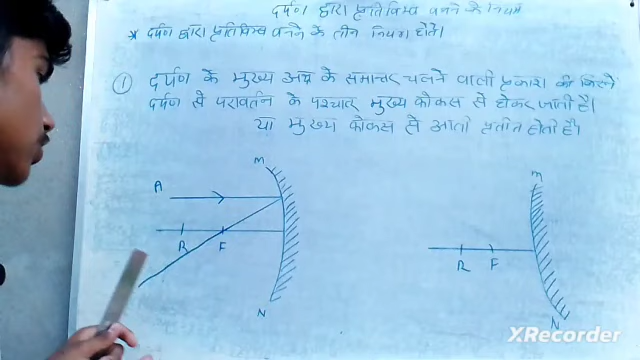 दर्पण द्वारा प्रतिबिम्ब बनने के नियम
* दर्पण द्वारा प्रतिबिम्ब बनने के तीन नियम होते।
① दर्पण के मुख्य अक्ष के समान्तर चलने वाली प्रकाश की किरणें
दर्पण से परावर्तन के पश्चात् मुख्य फोकस से होकर जाती है।
या मुख्य फोकस से आती प्रतीत होती है।
M
A
R F
N
M
R F
N
XRecorder